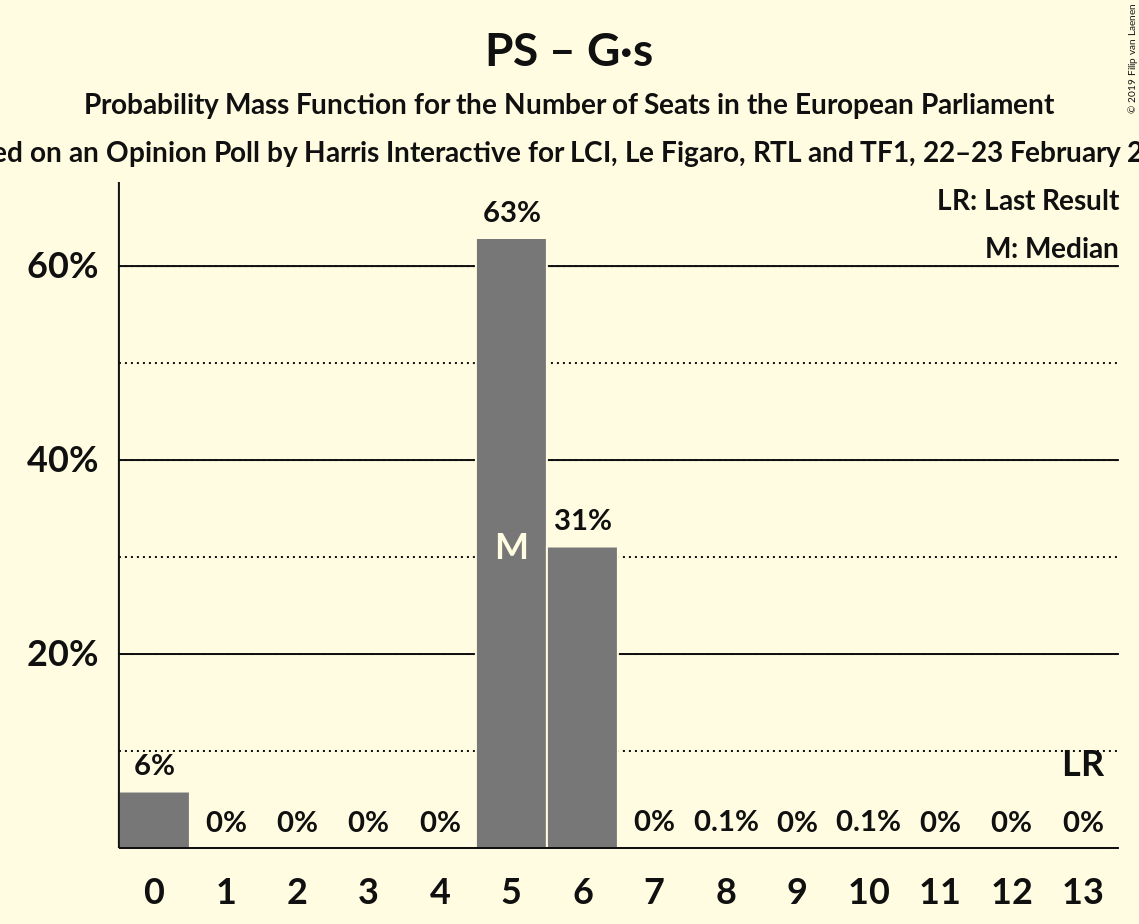 PS – G·s
Probability Mass Function for the Number of Seats in the European Parliament
on an Opinion Poll by Harris Interactive for LCI, Le Figaro, RTL and TF1, 22–23 February
© 2019 Filip van Laenen
LR: Last Result
M: Median
63%
60%
40%
31%
M
20%
6%
LR
0% 0% 0% 0% 0% 0.1% 0% 0.1% 0% 0% 0%
0 1 2 3 4 5 6 7 8 9 10 11 12 13